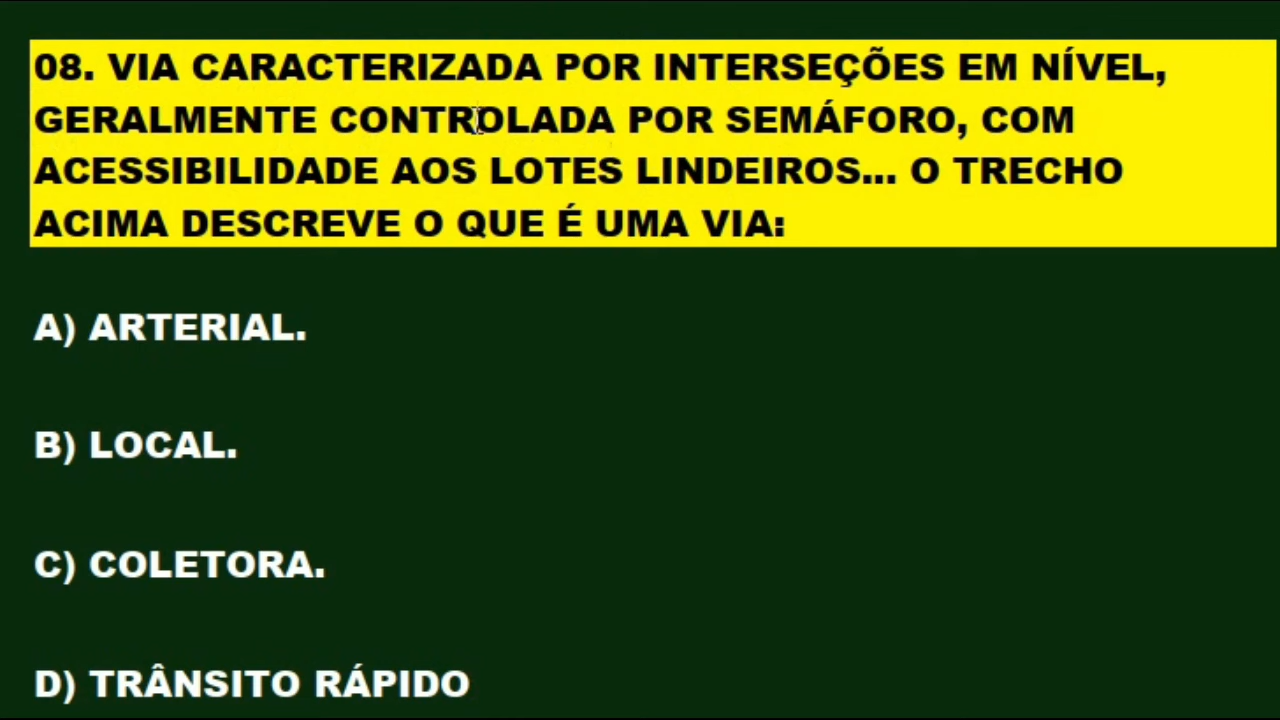 08. VIA CARACTERIZADA POR INTERSEÇÕES EM NÍVEL,
GERALMENTE CONTROLADA POR SEMÁFORO, COM
ACESSIBILIDADE AOS LOTES LINDEIROS... O TRECHO
ACIMA DESCREVE O QUE É UMA VIA:
A) ARTERIAL.
B) LOCAL.
C) COLETORA.
D) TRÂNSITO RÁPIDO